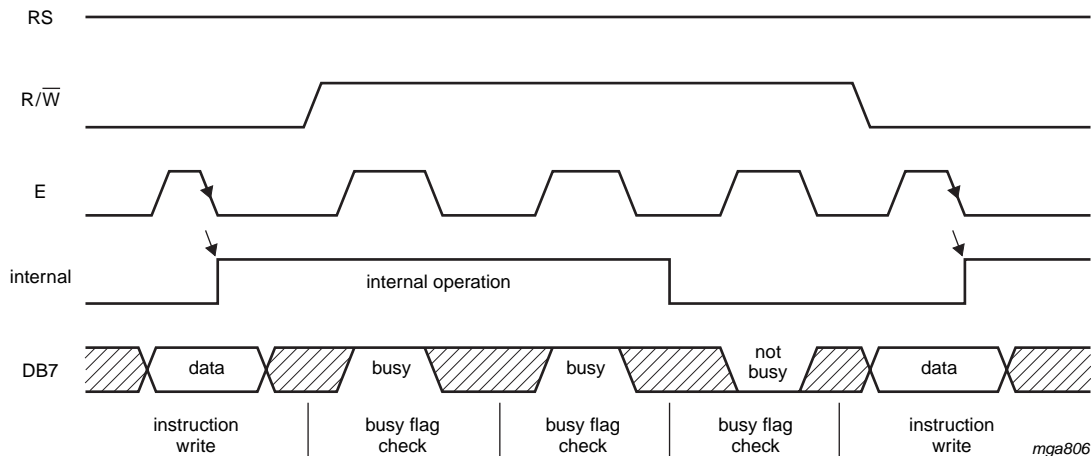 RS
R/W̅
E
internal
internal operation
DB7
data
busy
busy
not
busy
data
instruction
write
busy flag
check
busy flag
check
busy flag
check
instruction
write
mga806